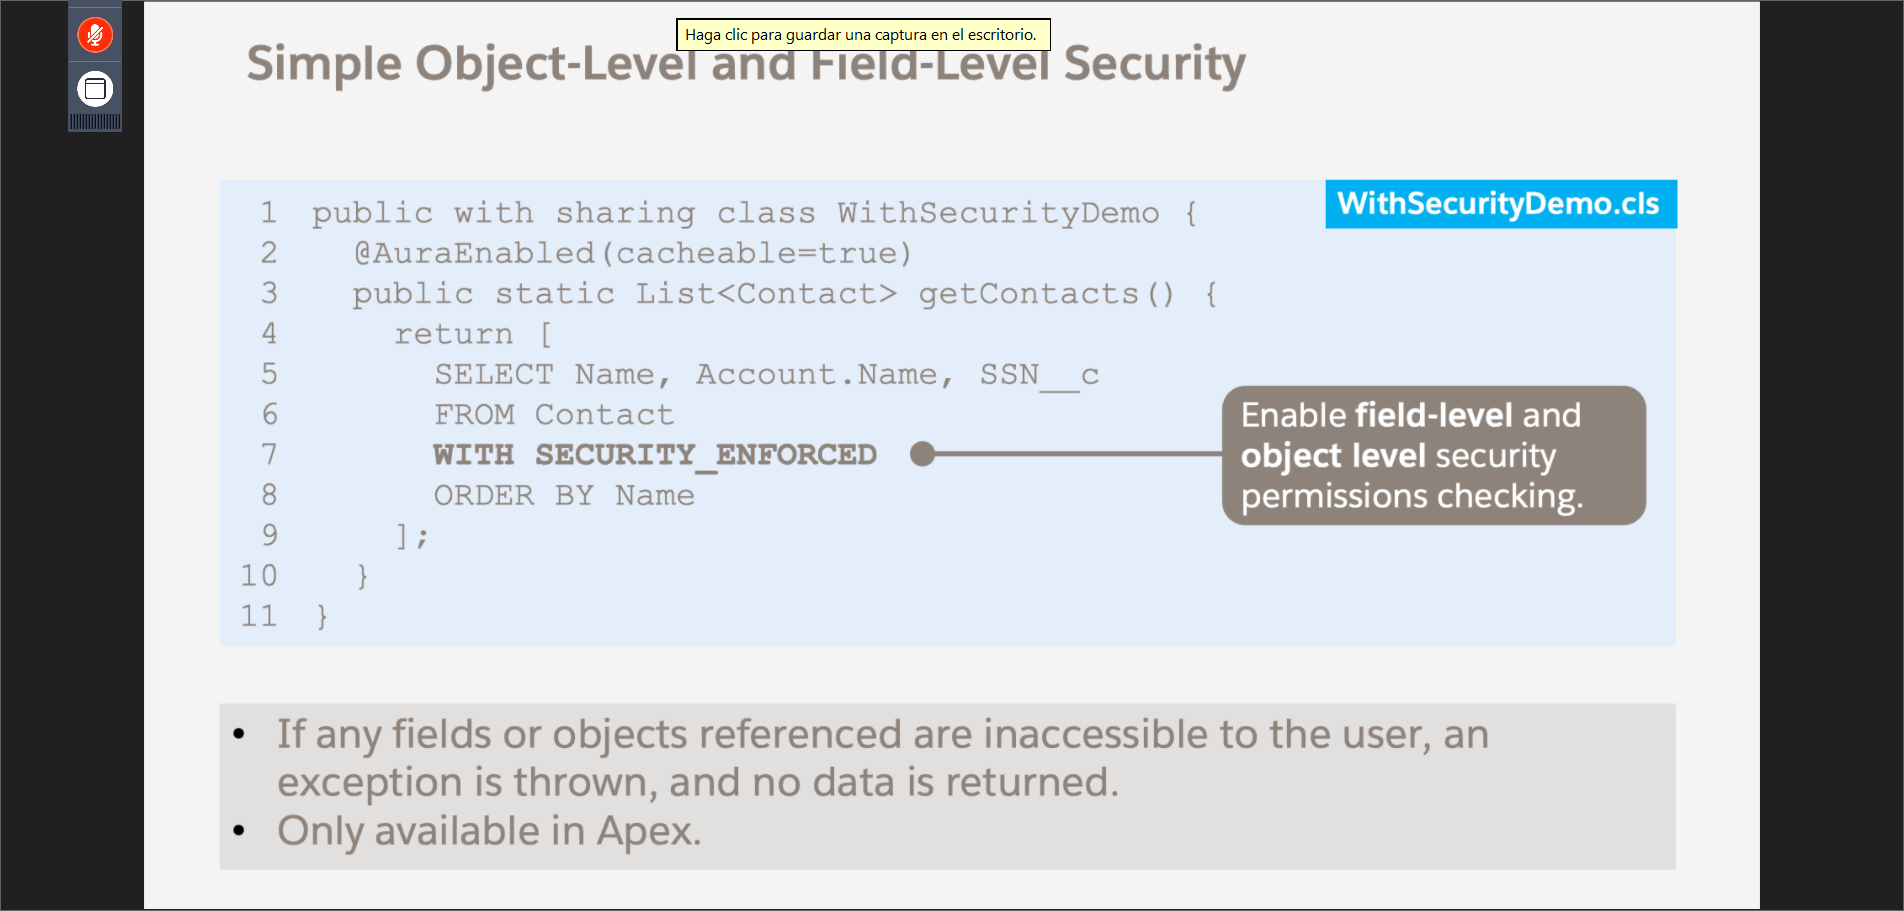 Haga clic para guardar una captura en el escritorio.
Simple Object-Level and Field-Level Security
WithSecurityDemo.cls
1 public with sharing class WithSecurityDemo {
2   @AuraEnabled(cacheable=true)
3   public static List<Contact> getContacts() {
4     return [
5       SELECT Name, Account.Name, SSN__c
6       FROM Contact
7       WITH SECURITY_ENFORCED
8       ORDER BY Name
9     ];
10   }
11 }
Enable field-level and
object level security
permissions checking.
• If any fields or objects referenced are inaccessible to the user, an
exception is thrown, and no data is returned.
• Only available in Apex.